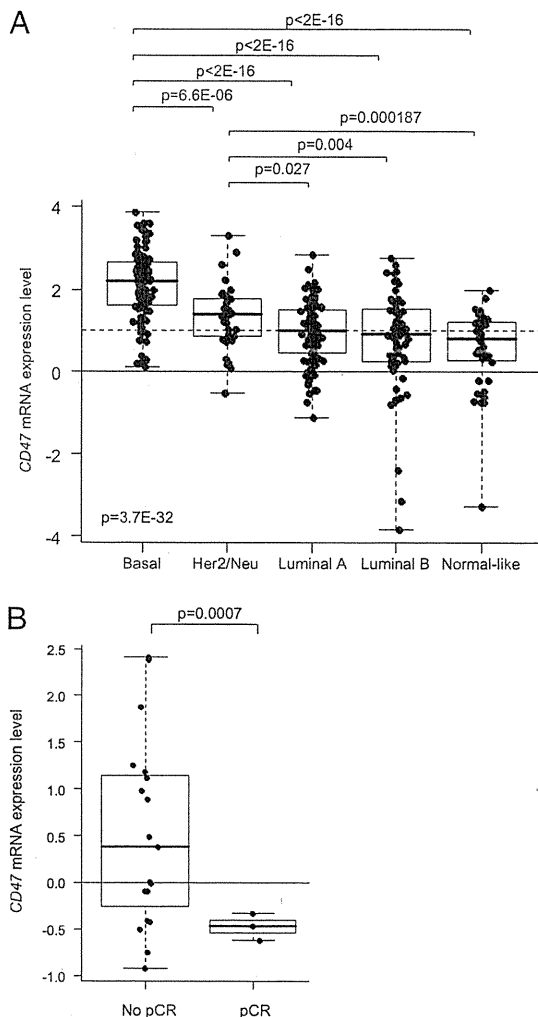 A
p<2E-16
p<2E-16
p<2E-16
p=6.6E-06
p=0.000187
p=0.004
p=0.027
CD47 mRNA expression level
4
2
0
-2
-4
p=3.7E-32
Basal Her2/Neu Luminal A Luminal B Normal-like
B
p=0.0007
CD47 mRNA expression level
2.5
2.0
1.5
1.0
0.5
0.0
-0.5
-1.0
No pCR pCR